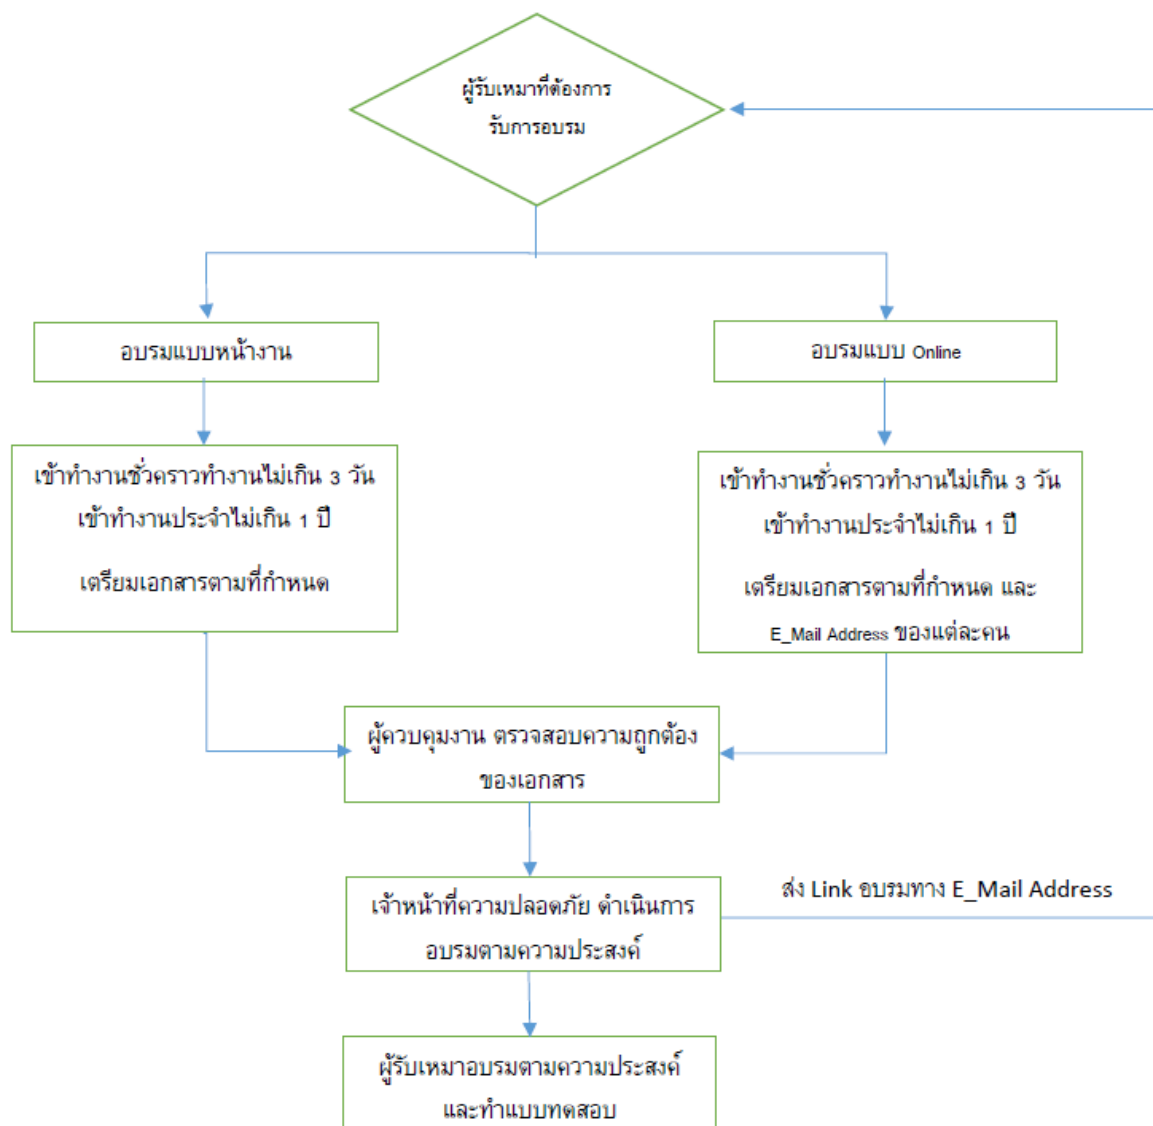 ผู้รับเหมาที่ต้องการ
รับการอบรม
อบรมแบบหน้างาน
อบรมแบบ Online
เข้าทำงานชั่วคราวทำงานไม่เกิน 3 วัน
เข้าทำงานประจำไม่เกิน 1 ปี
เตรียมเอกสารตามที่กำหนด
เข้าทำงานชั่วคราวทำงานไม่เกิน 3 วัน
เข้าทำงานประจำไม่เกิน 1 ปี
เตรียมเอกสารตามที่กำหนด และ
E_Mail Address ของแต่ละคน
ผู้ควบคุมงาน ตรวจสอบความถูกต้อง
ของเอกสาร
เจ้าหน้าที่ความปลอดภัย ดำเนินการ
อบรมตามความประสงค์
ส่ง Link อบรมทาง E_Mail Address
ผู้รับเหมาอบรมตามความประสงค์
และทำแบบทดสอบ